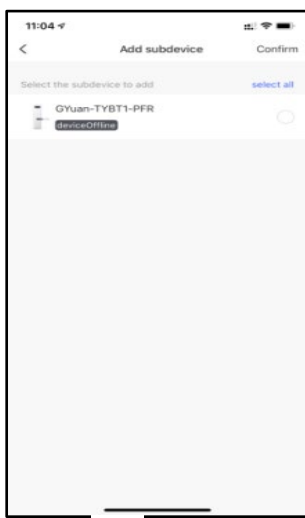 11:04
Add subdevice
Confirm
Select the subdevice to add
select all
GYuan-TYBT1-PFR
deviceOffline